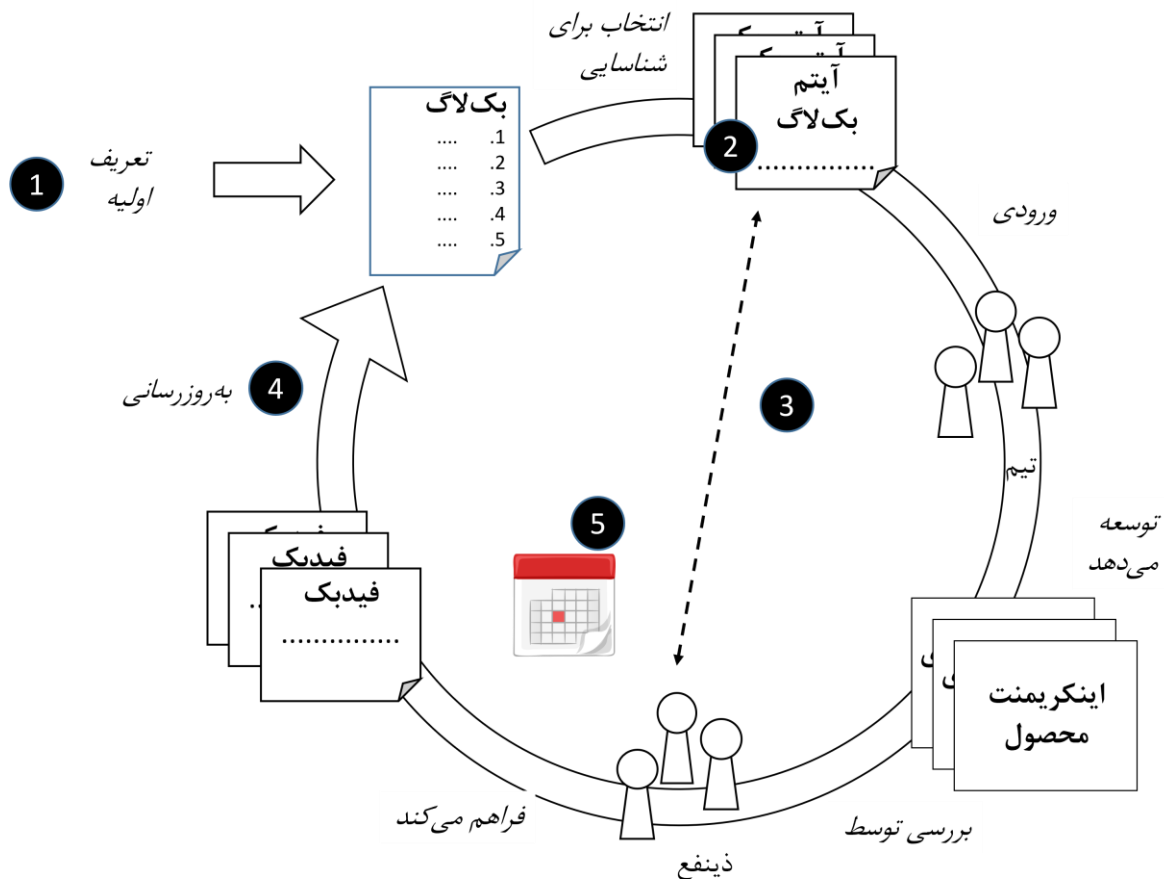 1
تعریف
اولیه
بک‌لاگ
1. ....
2. ....
3. ....
4. ....
5. ....
انتخاب برای
شناسایی
آیتم
بک‌لاگ
................
2
ورودی
3
تیم
توسعه
می‌دهد
اینکریمنت
محصول
بررسی توسط
ذینفع
فراهم می‌کند
فیدبک
فیدبک
...............
5
4
به‌روزرسانی